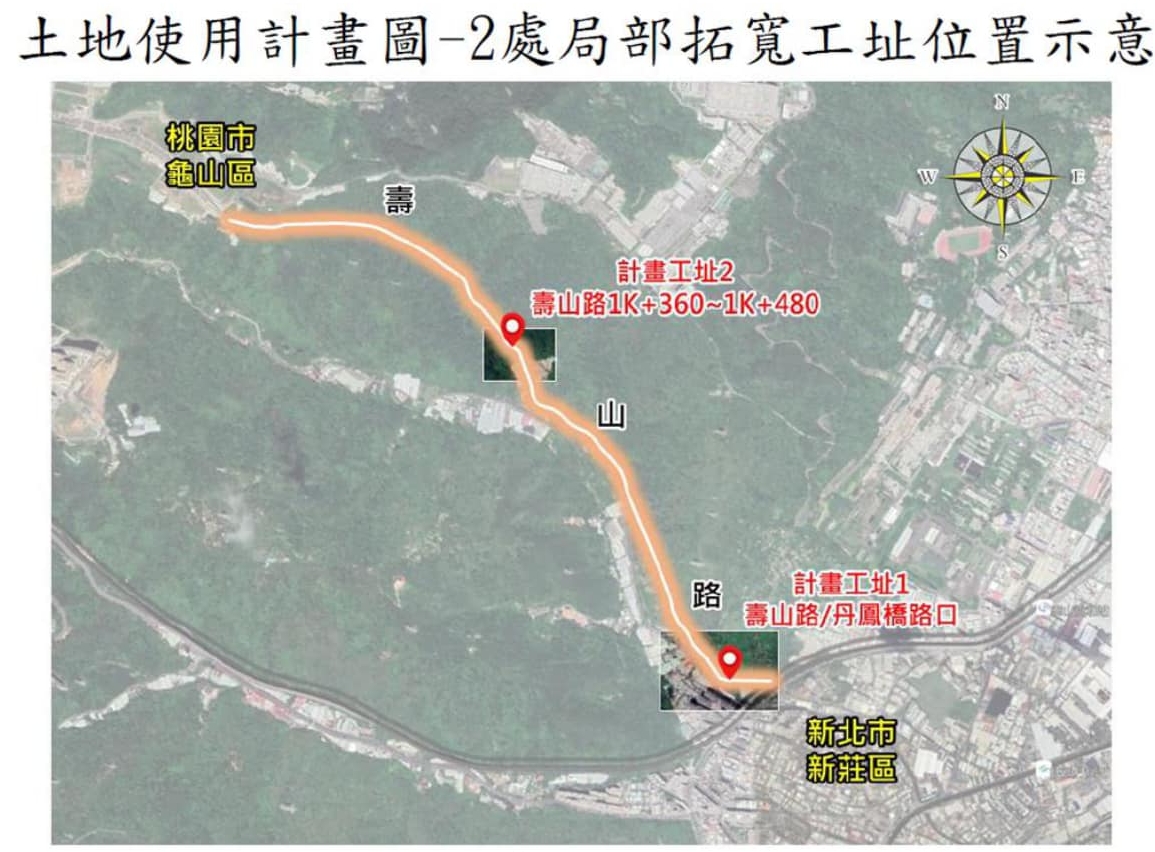 土地使用計畫圖-2處局部拓寬工址位置示意
桃園市
龜山區
N
W
E
S
壽
計畫工址2
壽山路1K+360~1K+480
山
路
計畫工址1
壽山路/丹鳳橋路口
新北市
新莊區